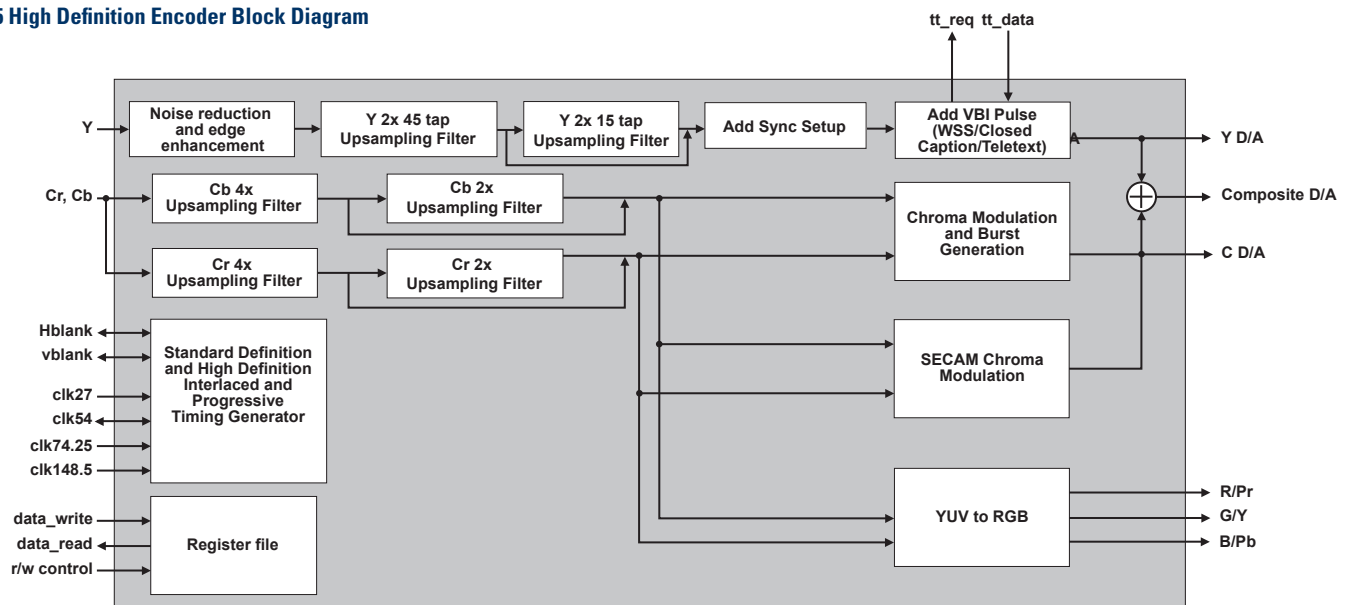 5 High Definition Encoder Block Diagram
tt_req tt_data
Y
Noise reduction
and edge
enhancement
Y 2x 45 tap
Upsampling Filter
Y 2x 15 tap
Upsampling Filter
Add Sync Setup
Add VBI Pulse
(WSS/Closed
Caption/Teletext)
A
Y D/A
Cr, Cb
Cb 4x
Upsampling Filter
Cb 2x
Upsampling Filter
Chroma Modulation
and Burst
Generation
Composite D/A
C D/A
Cr 4x
Upsampling Filter
Cr 2x
Upsampling Filter
Hblank
vblank
clk27
clk54
clk74.25
clk148.5
Standard Definition
and High Definition
Interlaced and
Progressive
Timing Generator
SECAM Chroma
Modulation
data_write
data_read
r/w control
Register file
YUV to RGB
R/Pr
G/Y
B/Pb